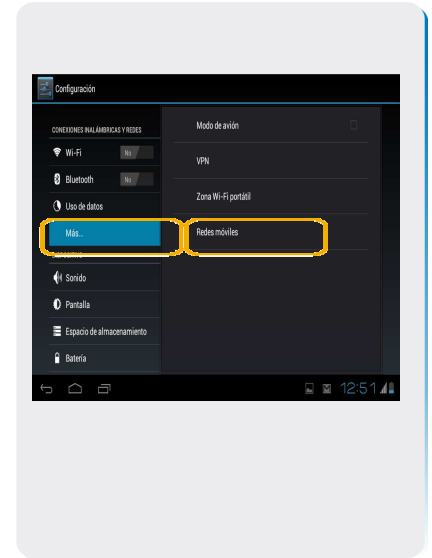 Configuración
CONEXIONES INALÁMBRICAS Y REDES
Wi-Fi
No
Bluetooth
No
Uso de datos
Más...
Sonido
Pantalla
Espacio de almacenamiento
Batería
Modo de avión
VPN
Zona Wi-Fi portátil
Redes móviles
12:51